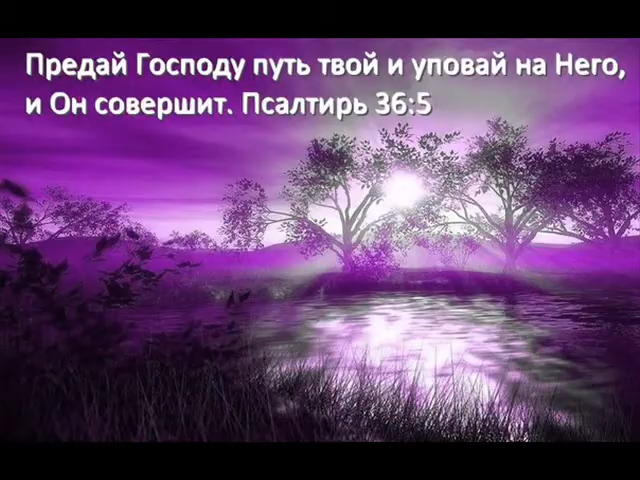 Предай Господу путь твой и уповай на Него,
и Он совершит. Псалтирь 36:5